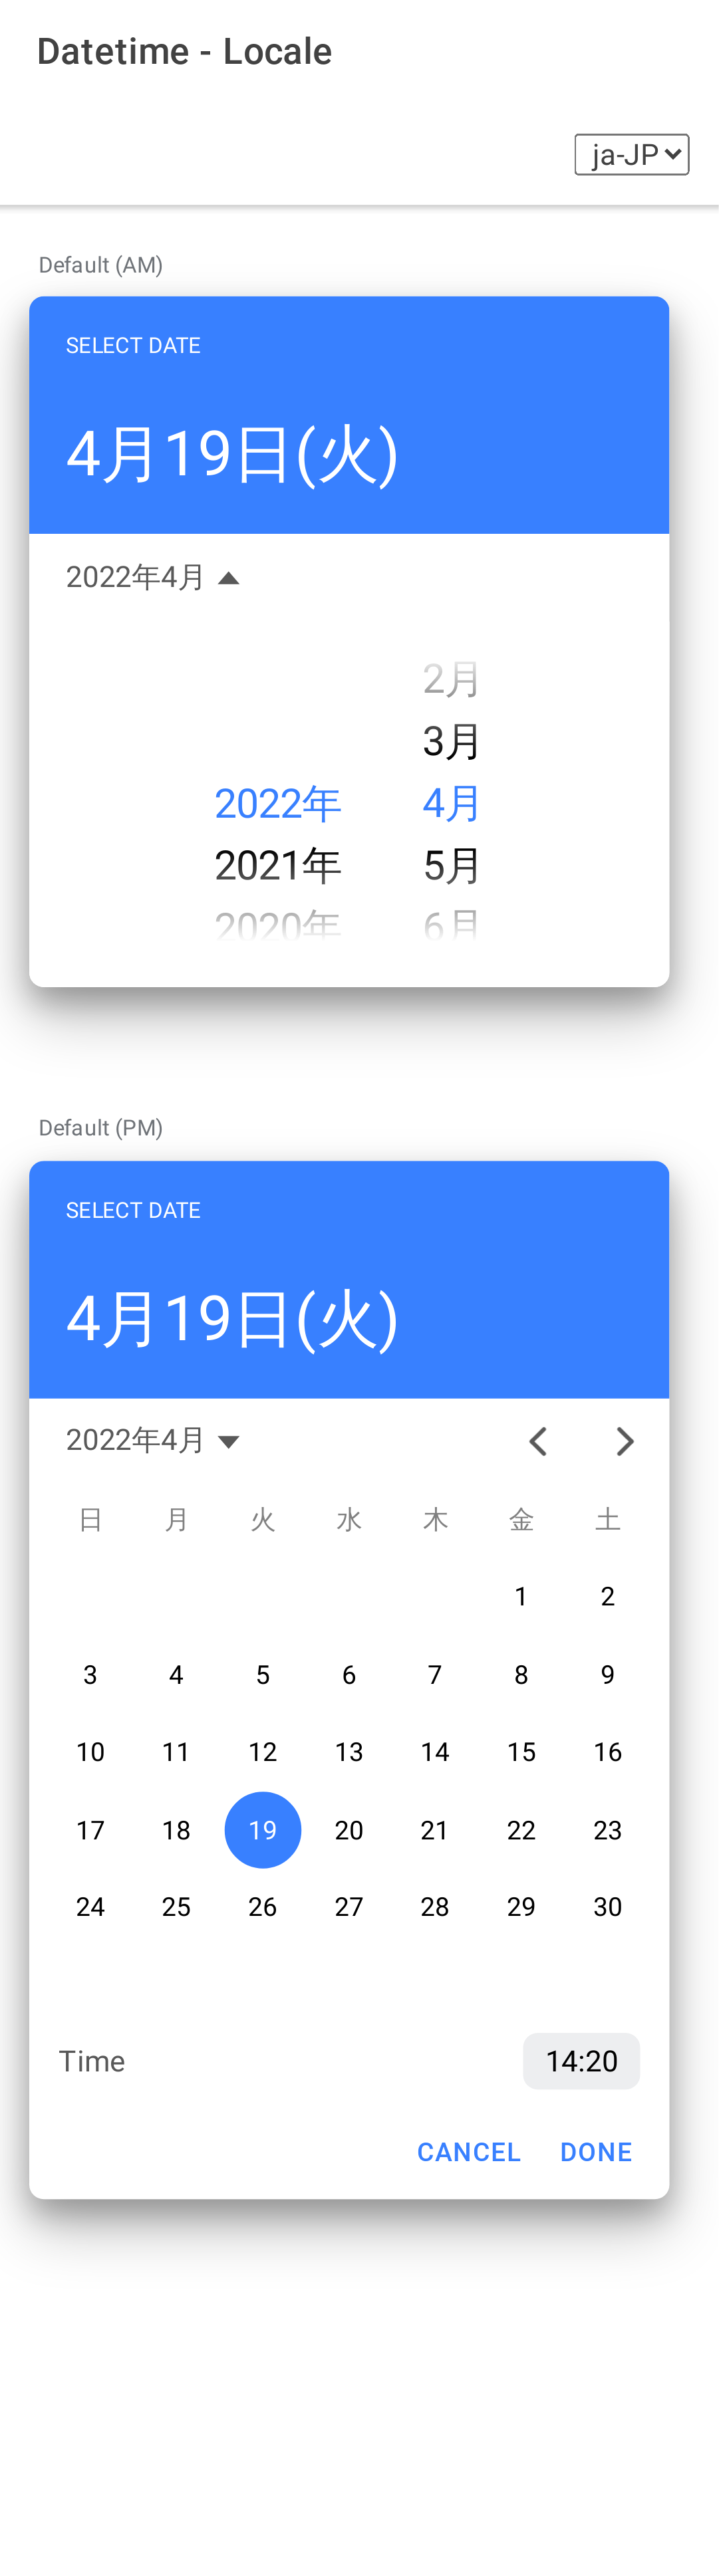 Datetime - Locale
ja-JP
Default (AM)
SELECT DATE
4月19日(火)
2022年4月
2月
3月
2022年 4月
2021年 5月
2020年 6月
Default (PM)
SELECT DATE
4月19日(火)
2022年4月
日 月 火 水 木 金 土
1 2
3 4 5 6 7 8 9
10 11 12 13 14 15 16
17 18 19 20 21 22 23
24 25 26 27 28 29 30
Time 14:20
CANCEL DONE